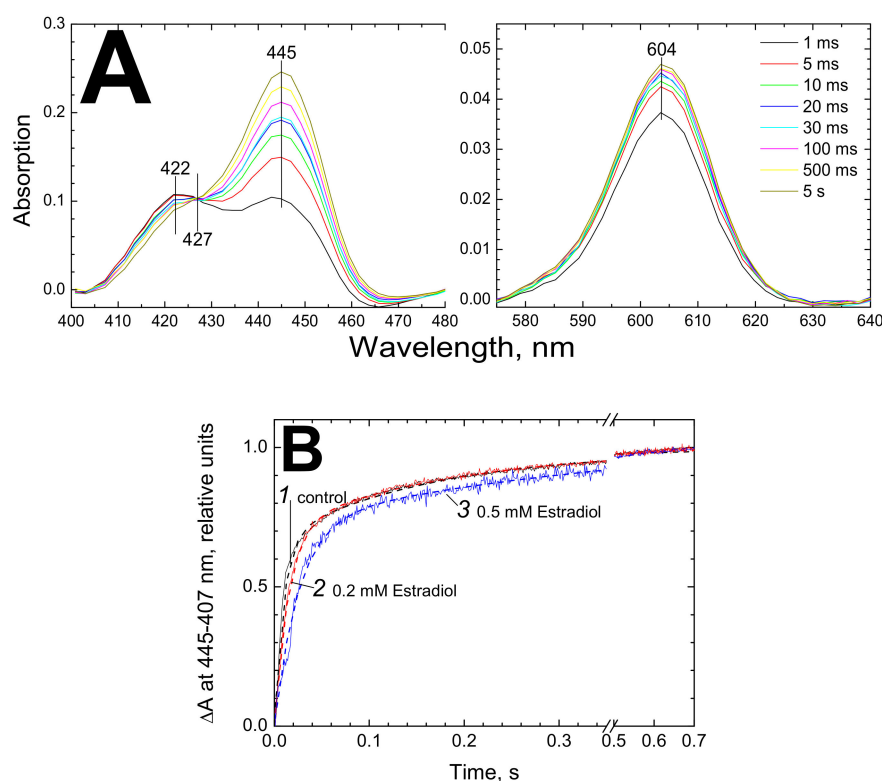 A
0.3
0.2
0.1
0.0
Absorption
422
427
445
400 410 420 430 440 450 460 470 480
0.05
0.04
0.03
0.02
0.01
0.00
604
1 ms
5 ms
10 ms
20 ms
30 ms
100 ms
500 ms
5 s
580 590 600 610 620 630 640
Wavelength, nm
B
1.0
0.5
0.0
ΔA at 445-407 nm, relative units
1 control
2 0.2 mM Estradiol
3 0.5 mM Estradiol
0.0 0.1 0.2 0.3 0.5 0.6 0.7
Time, s